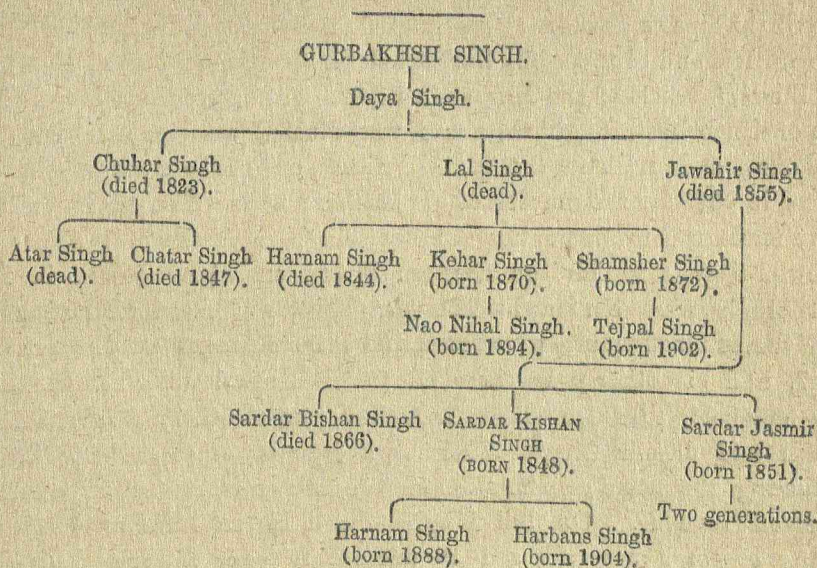 GURBAKHSH SINGH.
Daya Singh.
Chuhar Singh
(died 1823).
Lal Singh
(dead).
Jawahir Singh
(died 1855).
Atar Singh
(dead).
Chatar Singh
(died 1847).
Harnam Singh
(died 1844).
Kehar Singh
(born 1870).
Shamsher Singh
(born 1872).
Nao Nihal Singh.
(born 1894).
Tejpal Singh
(born 1902).
Sardar Bishan Singh
(died 1866).
SARDAR KISHAN
SINGH
(BORN 1848).
Sardar Jasmir
Singh
(born 1851).
Two generations.
Harnam Singh
(born 1888).
Harbans Singh
(born 1904).